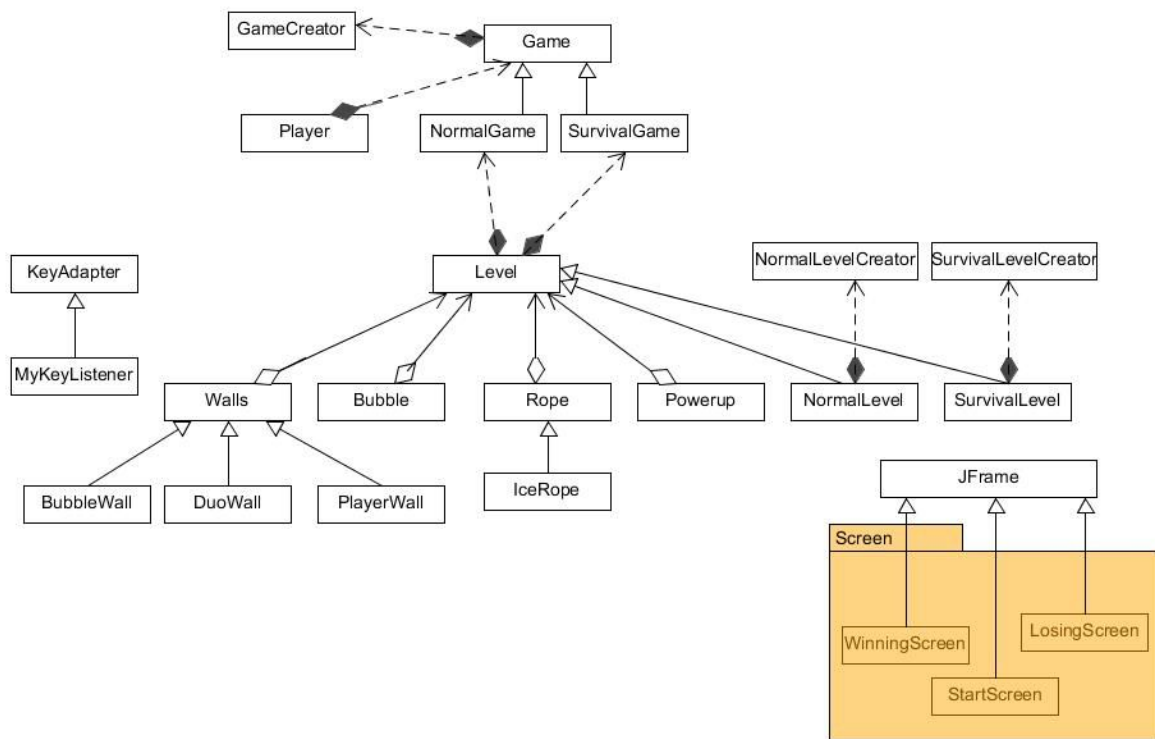 GameCreator
Game
Player
NormalGame
SurvivalGame
KeyAdapter
Level
NormalLevelCreator
SurvivalLevelCreator
MyKeyListener
Walls
Bubble
Rope
Powerup
NormalLevel
SurvivalLevel
BubbleWall
DuoWall
PlayerWall
IceRope
JFrame
Screen
WinningScreen
LosingScreen
StartScreen